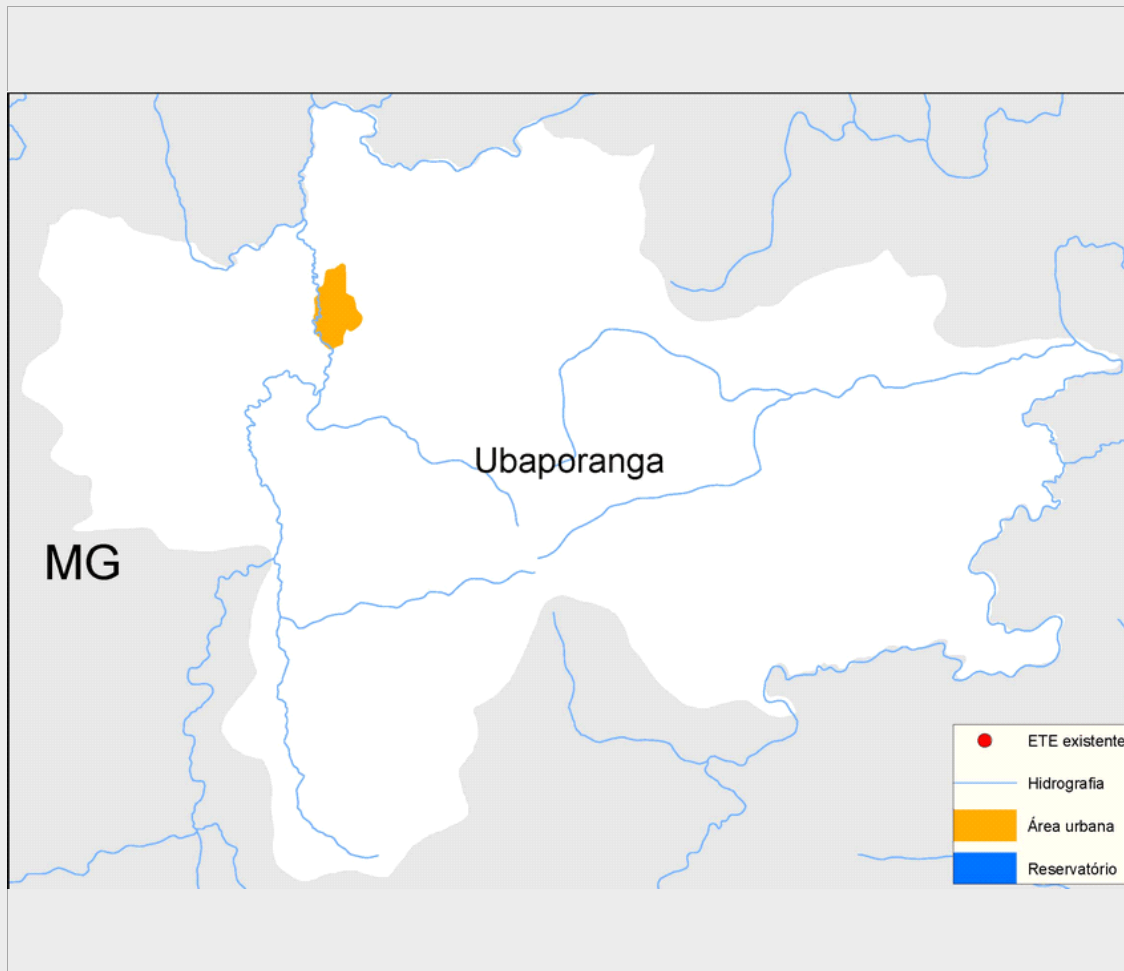 Ubaporanga
MG
ETE existente
Hidrografia
Área urbana
Reservatório